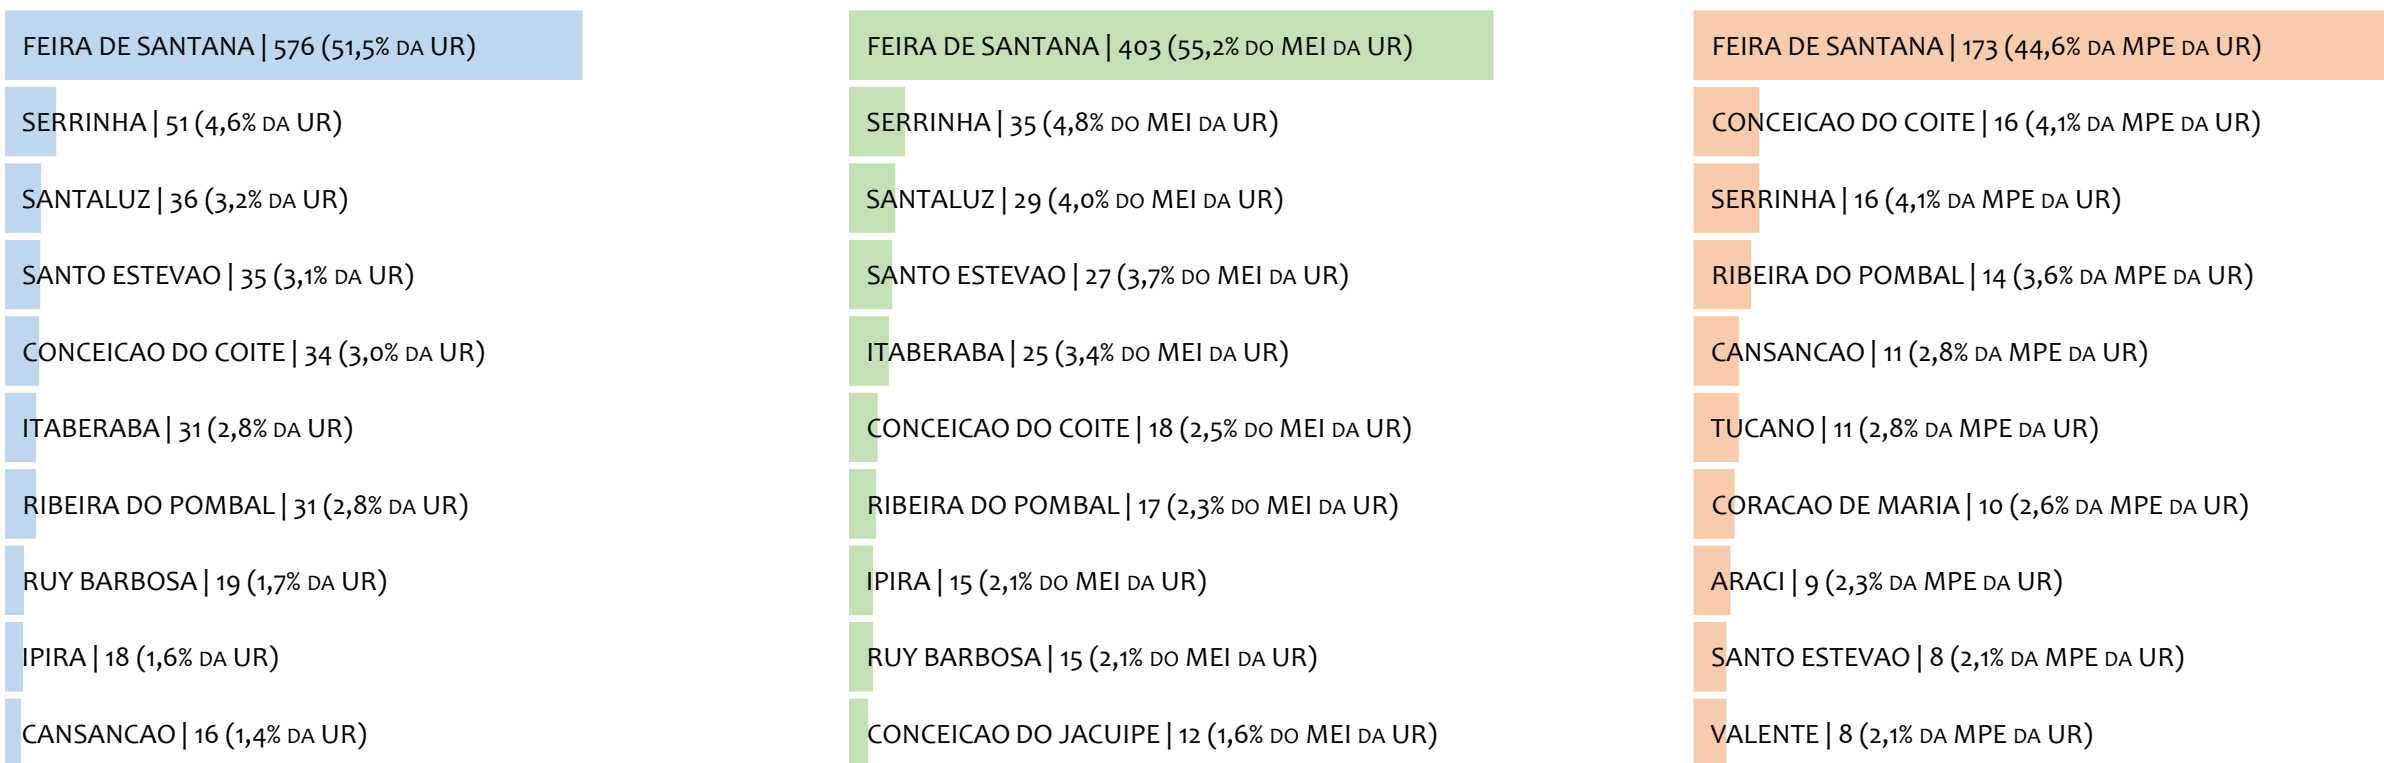 FEIRA DE SANTANA | 576 (51,5% DA UR)
SERRINHA | 51 (4,6% DA UR)
SANTALUZ | 36 (3,2% DA UR)
SANTO ESTEVAO | 35 (3,1% DA UR)
CONCEICAO DO COITE | 34 (3,0% DA UR)
ITABERABA | 31 (2,8% DA UR)
RIBEIRA DO POMBAL | 31 (2,8% DA UR)
RUY BARBOSA | 19 (1,7% DA UR)
IPIRA | 18 (1,6% DA UR)
CANSANCAO | 16 (1,4% DA UR)
FEIRA DE SANTANA | 403 (55,2% DO MEI DA UR)
SERRINHA | 35 (4,8% DO MEI DA UR)
SANTALUZ | 29 (4,0% DO MEI DA UR)
SANTO ESTEVAO | 27 (3,7% DO MEI DA UR)
ITABERABA | 25 (3,4% DO MEI DA UR)
CONCEICAO DO COITE | 18 (2,5% DO MEI DA UR)
RIBEIRA DO POMBAL | 17 (2,3% DO MEI DA UR)
IPIRA | 15 (2,1% DO MEI DA UR)
RUY BARBOSA | 15 (2,1% DO MEI DA UR)
CONCEICAO DO JACUIPE | 12 (1,6% DO MEI DA UR)
FEIRA DE SANTANA | 173 (44,6% DA MPE DA UR)
CONCEICAO DO COITE | 16 (4,1% DA MPE DA UR)
SERRINHA | 16 (4,1% DA MPE DA UR)
RIBEIRA DO POMBAL | 14 (3,6% DA MPE DA UR)
CANSANCAO | 11 (2,8% DA MPE DA UR)
TUCANO | 11 (2,8% DA MPE DA UR)
CORACAO DE MARIA | 10 (2,6% DA MPE DA UR)
ARACI | 9 (2,3% DA MPE DA UR)
SANTO ESTEVAO | 8 (2,1% DA MPE DA UR)
VALENTE | 8 (2,1% DA MPE DA UR)